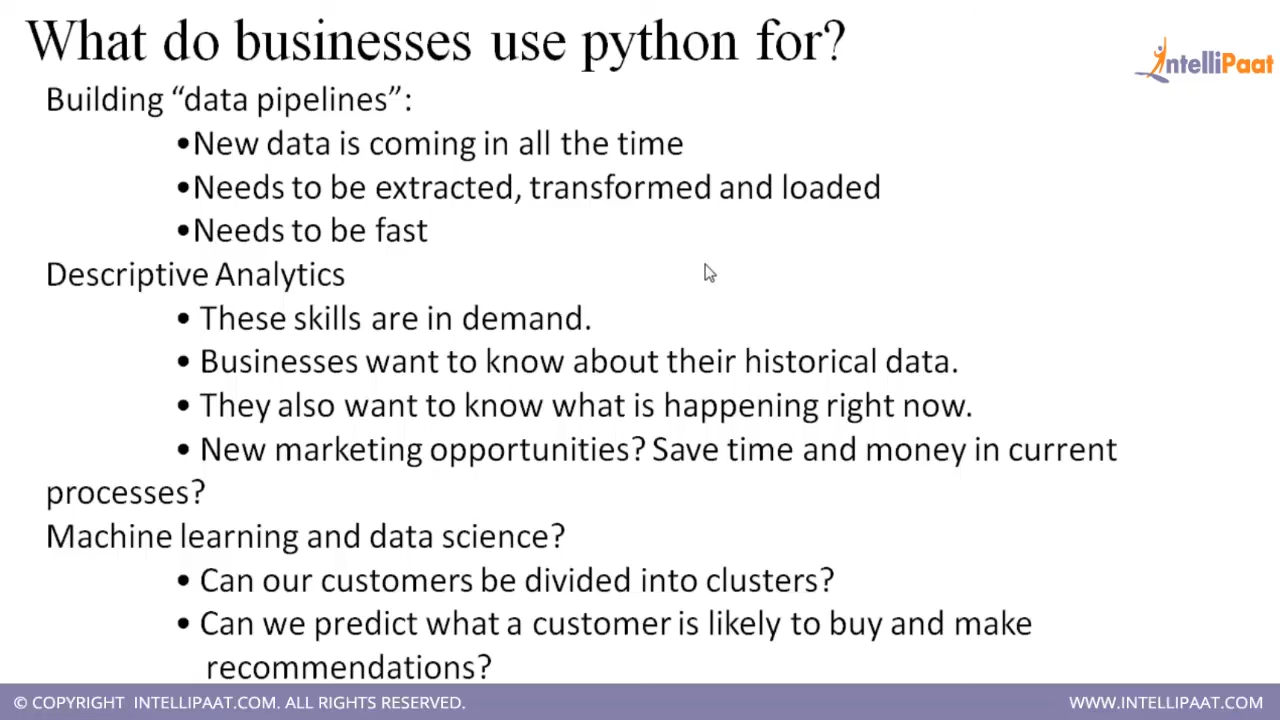 What do businesses use python for?
IntelliPaat
Building “data pipelines”:
•New data is coming in all the time
•Needs to be extracted, transformed and loaded
•Needs to be fast
Descriptive Analytics
• These skills are in demand.
• Businesses want to know about their historical data.
• They also want to know what is happening right now.
• New marketing opportunities? Save time and money in current
processes?
Machine learning and data science?
• Can our customers be divided into clusters?
• Can we predict what a customer is likely to buy and make
recommendations?
© COPYRIGHT INTELLIPAAT.COM. ALL RIGHTS RESERVED.
WWW.INTELLIPAAT.COM